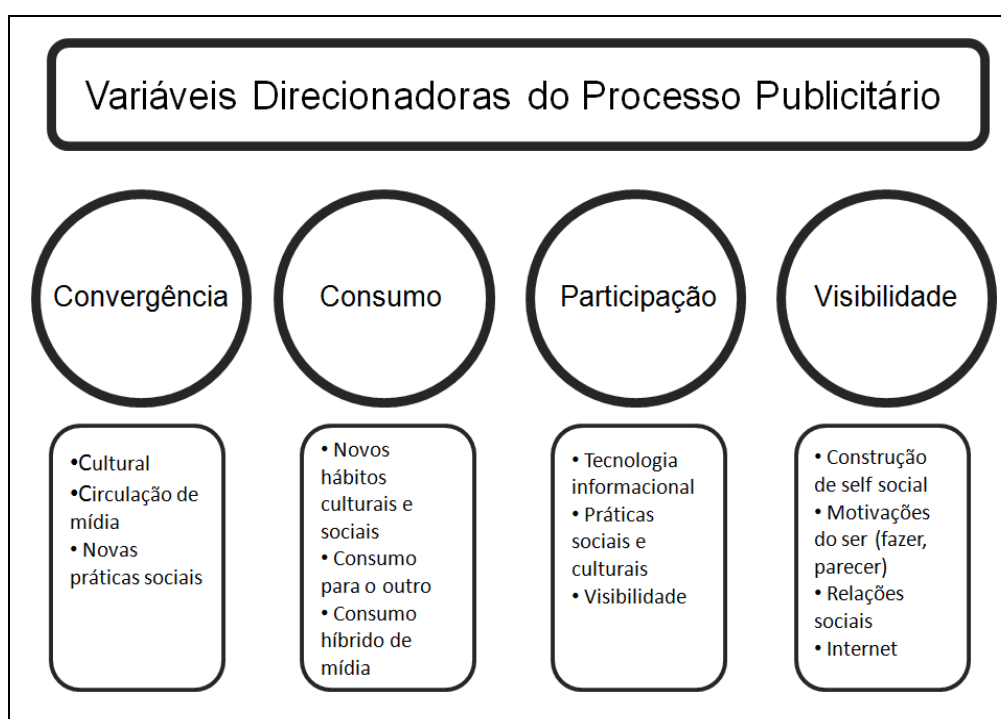 Variáveis Direcionadoras do Processo Publicitário
Convergência
Consumo
Participação
Visibilidade
•Cultural
•Circulação de
mídia
• Novas
práticas sociais
• Novos
hábitos
culturais e
sociais
• Consumo
para o outro
• Consumo
híbrido de
mídia
• Tecnologia
informacional
• Práticas
sociais e
culturais
• Visibilidade
• Construção
de self social
• Motivações
do ser (fazer,
parecer)
• Relações
sociais
• Internet